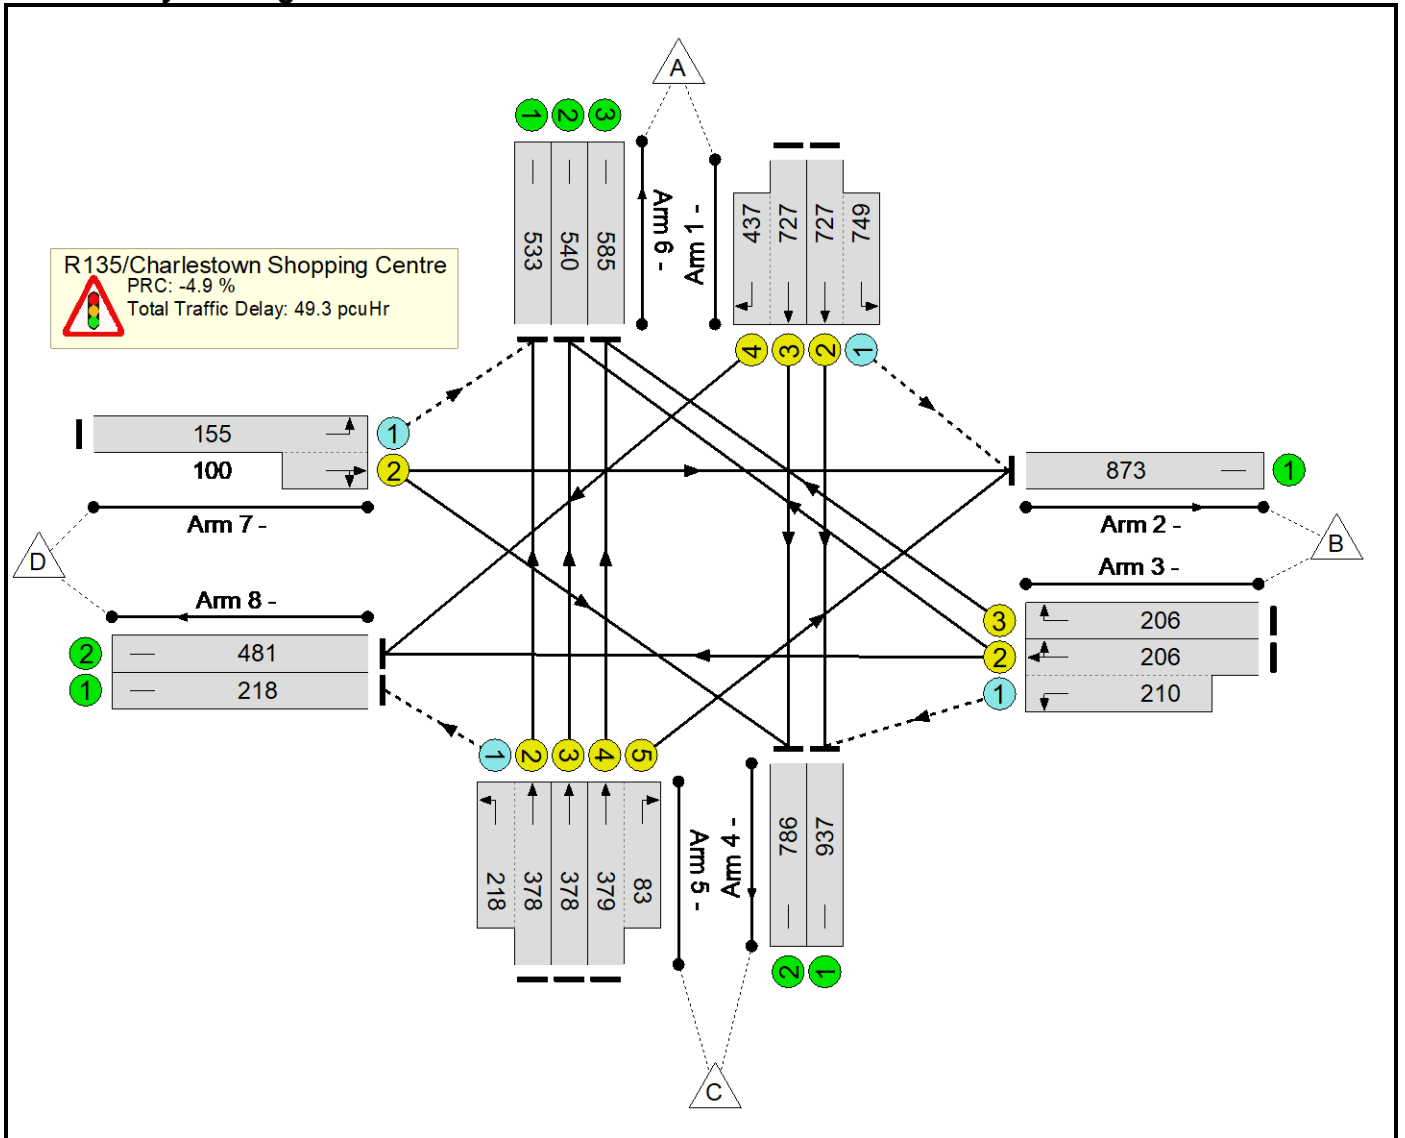 A
1
2
3
533
540
585
Arm 6 -
Arm 1 -
437
727
727
749
4
3
2
1
R135/Charlestown Shopping Centre
PRC: -4.9 %
Total Traffic Delay: 49.3 pcuHr
155
1
100
2
Arm 7 -
D
Arm 8 -
2
481
1
218
873
1
Arm 2 -
B
Arm 3 -
3
206
2
206
1
210
1
2
3
4
5
218
378
378
379
83
Arm 5 -
Arm 4 -
786
937
2
1
C